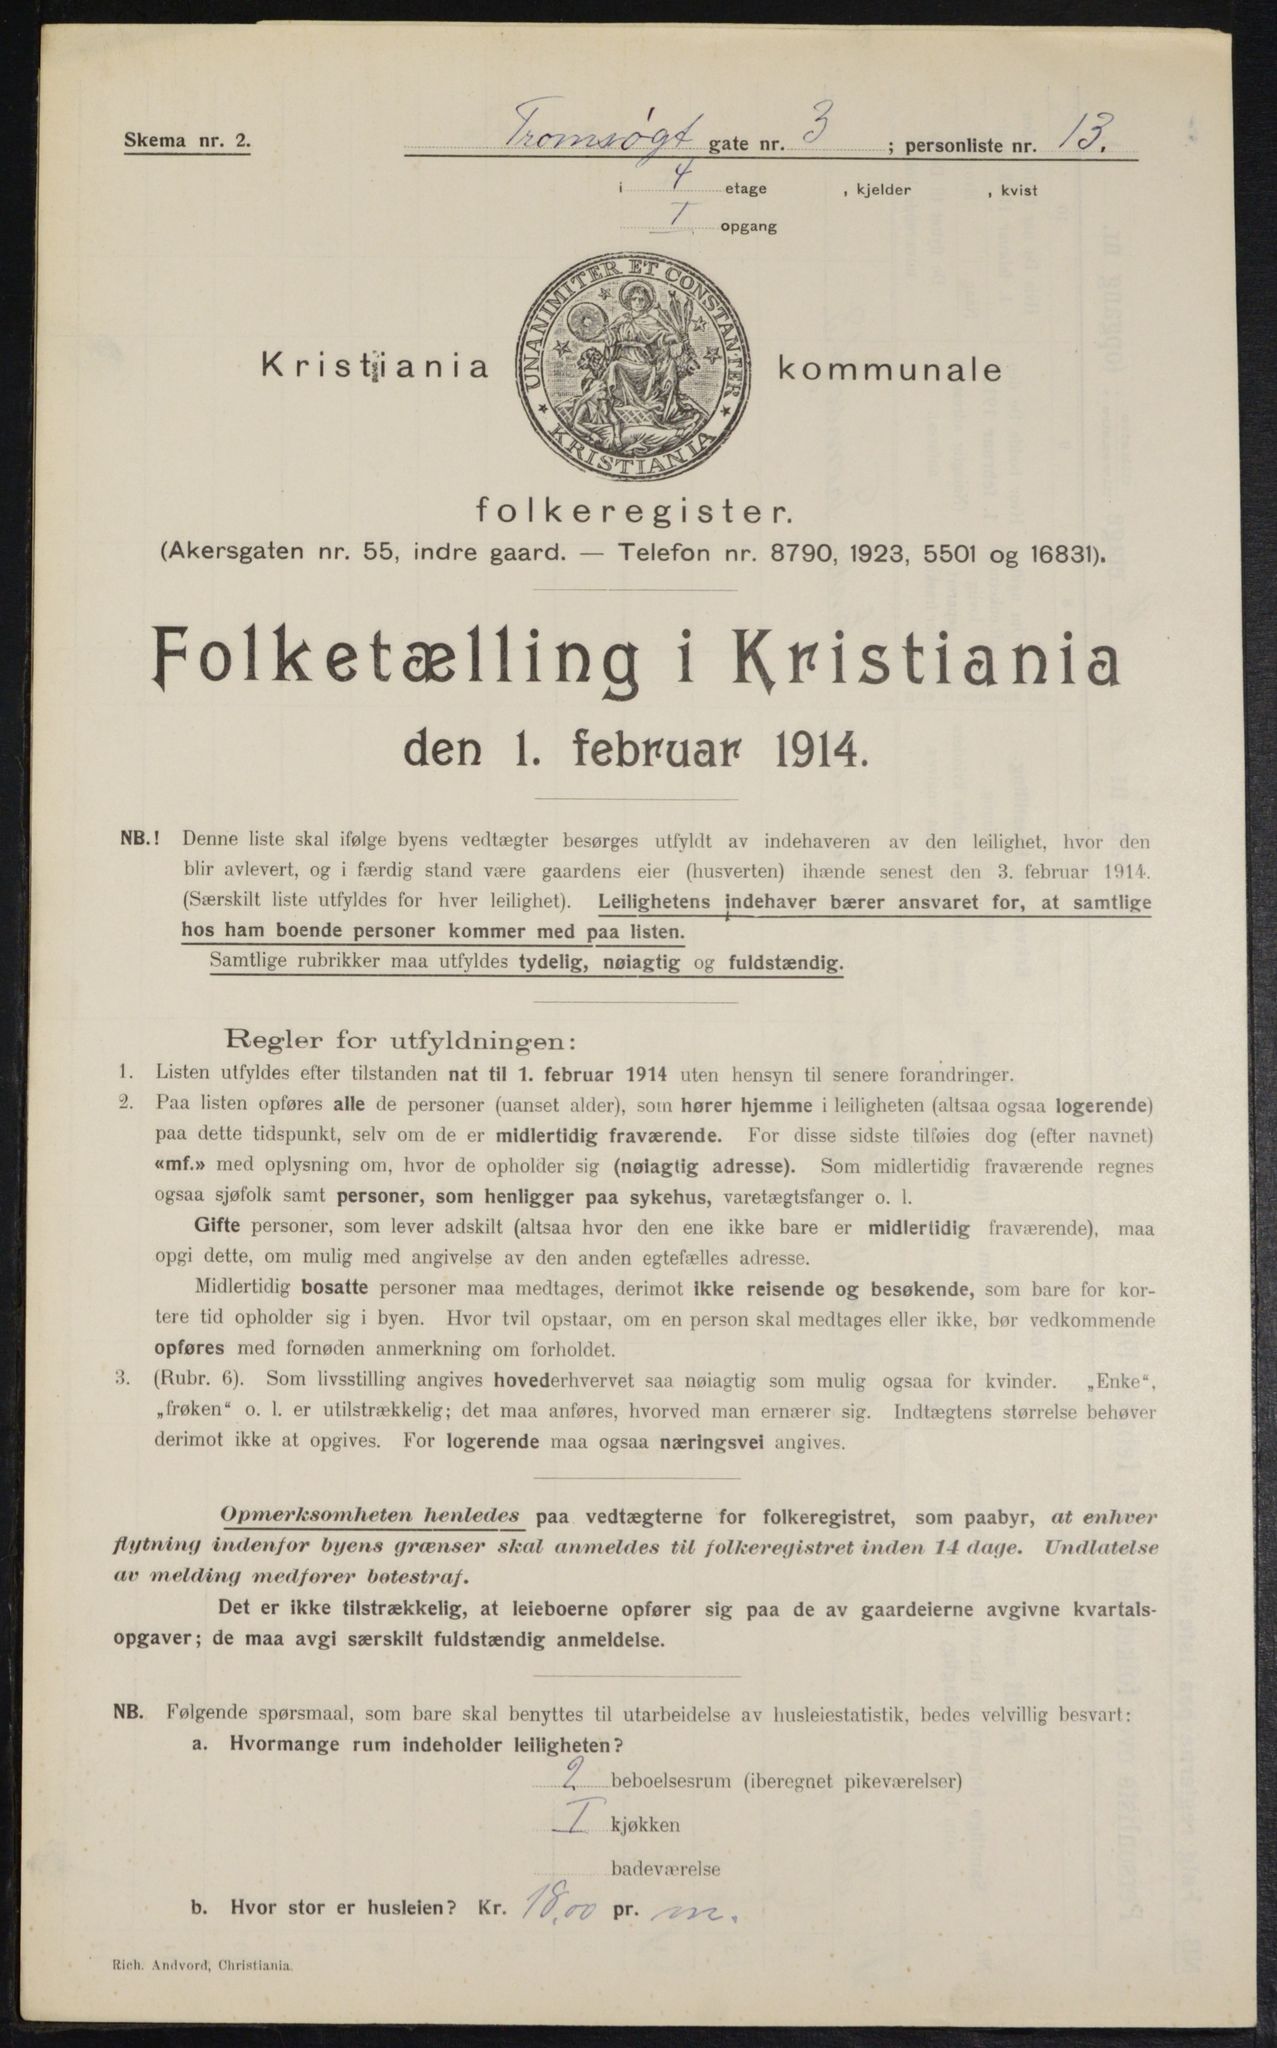 Skema nr. 2.
Tromsøgt gate nr. 3 ; personliste nr. 13.
i 4 etage , kjelder , kvist
I opgang
UNANIMITER ET CONSTANTER
KRISTIANIA
Kristiania kommunale
folkeregister.
(Akersgaten nr. 55, indre gaard. — Telefon nr. 8790, 1923, 5501 og 16831).
Folketælling i Kristiania
den 1. februar 1914.
NB.! Denne liste skal ifølge byens vedtægter besørges utfyldt av indehaveren av den leilighet, hvor den
blir avlevert, og i færdig stand være gaardens eier (husverten) ihænde senest den 3. februar 1914.
(Særskilt liste utfyldes for hver leilighet). Leilighetens indehaver bærer ansvaret for, at samtlige
hos ham boende personer kommer med paa listen.
Samtlige rubrikker maa utfyldes tydelig, nøiagtig og fuldstændig.
Regler for utfyldningen:
1. Listen utfyldes efter tilstanden nat til 1. februar 1914 uten hensyn til senere forandringer.
2. Paa listen opføres alle de personer (uanset alder), som hører hjemme i leiligheten (altsaa ogsaa logerende)
paa dette tidspunkt, selv om de er midlertidig fraværende. For disse sidste tilføies dog (efter navnet)
«mf.» med oplysning om, hvor de opholder sig (nøiagtig adresse). Som midlertidig fraværende regnes
ogsaa sjøfolk samt personer, som henligger paa sykehus, varetægtsfanger o. l.
Gifte personer, som lever adskilt (altsaa hvor den ene ikke bare er midlertidig fraværende), maa
opgi dette, om mulig med angivelse av den anden egtefælles adresse.
Midlertidig bosatte personer maa medtages, derimot ikke reisende og besøkende, som bare for kor-
tere tid opholder sig i byen. Hvor tvil opstaar, om en person skal medtages eller ikke, bør vedkommende
opføres med fornøden anmerkning om forholdet.
3. (Rubr. 6). Som livsstilling angives hovederhvervet saa nøiagtig som mulig ogsaa for kvinder. „Enke“,
„frøken“ o. l. er utilstrækkelig; det maa anføres, hvorved man ernærer sig. Indtægtens størrelse behøver
derimot ikke at opgives. For logerende maa ogsaa næringsvei angives.
Opmerksomheten henledes paa vedtægterne for folkeregistret, som paabyr, at enhver
flytning indenfor byens grænser skal anmeldes til folkeregistret inden 14 dage. Undlatelse
av melding medfører bøtestraf.
Det er ikke tilstrækkelig, at leieboerne opfører sig paa de av gaardeierne avgivne kvartals-
opgaver; de maa avgi særskilt fuldstændig anmeldelse.
NB. Følgende spørsmaal, som bare skal benyttes til utarbeidelse av husleiestatistik, bedes velvillig besvart:
a. Hvormange rum indeholder leiligheten?
2 beboelsesrum (iberegnet pikeværelser)
I kjøkken
badeværelse
b. Hvor stor er husleien? Kr. 18,00 pr. m.
Rich. Andvord, Christiania.